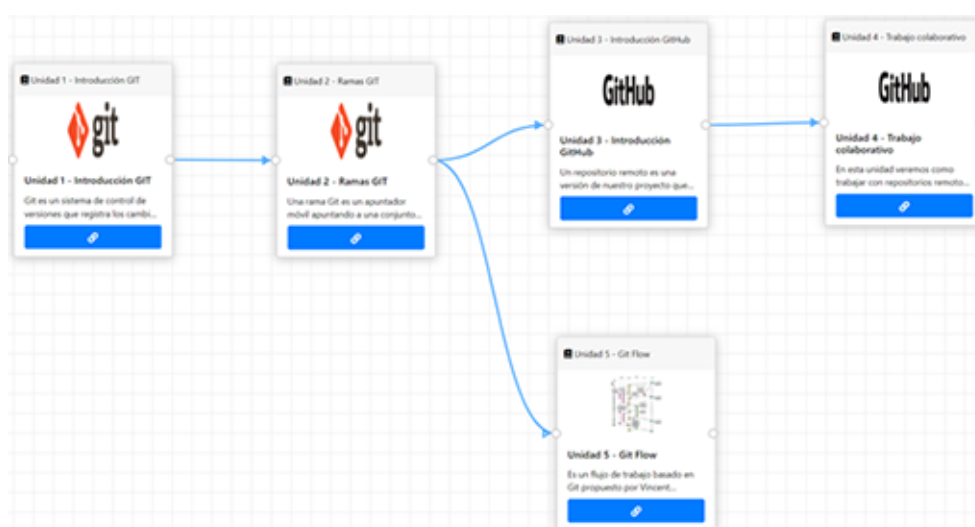 Unidad 1 - Introducción GIT
git
Unidad 1 - Introducción GIT
Git es un sistema de control de
versiones que registra los cambi...
Unidad 2 - Ramas GIT
git
Unidad 2 - Ramas GIT
Una rama Git es un apuntador
móvil apuntando a una conjunto...
Unidad 3 - Introducción GitHub
GitHub
Unidad 3 - Introducción
GitHub
Un repositorio remoto es una
versión de nuestro proyecto que...
Unidad 4 - Trabajo colaborativo
GitHub
Unidad 4 - Trabajo
colaborativo
En esta unidad veremos como
trabajar con repositorios remoto...
Unidad 5 - Git Flow
Unidad 5 - Git Flow
Es un flujo de trabajo basado en
Git propuesto por Vincent...